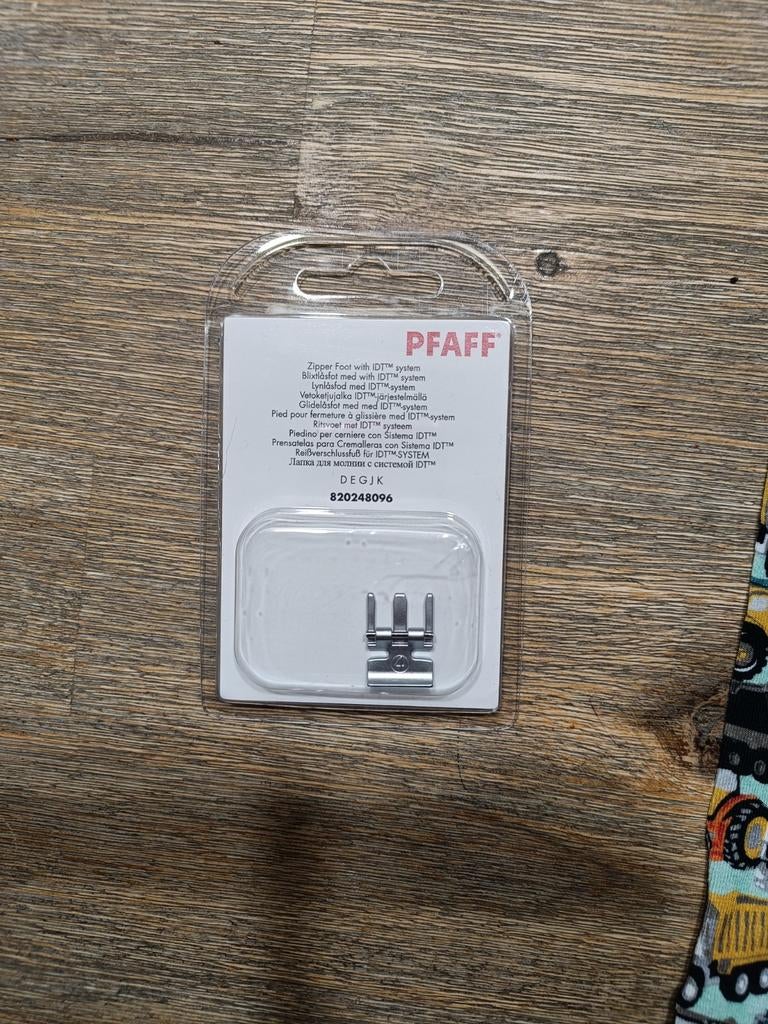 PFAFF®
Zipper Foot with IDT™ system
Blixtlåsfot med with IDT™ system
Lynlåsfod med IDT™-system
Vetoketjujalka IDT™-järjestelmällä
Glidelåsfot med med IDT™-system
Pied pour fermeture à glissière med IDT™-system
Ritsvoet met IDT™ systeem
Piedino per cerniere con Sistema IDT™
Prensatelas para Cremalleras con Sistema IDT™
Reißverschlussfuß für IDT™-SYSTEM
Лапка для молнии с системой IDT™
D E G J K
820248096